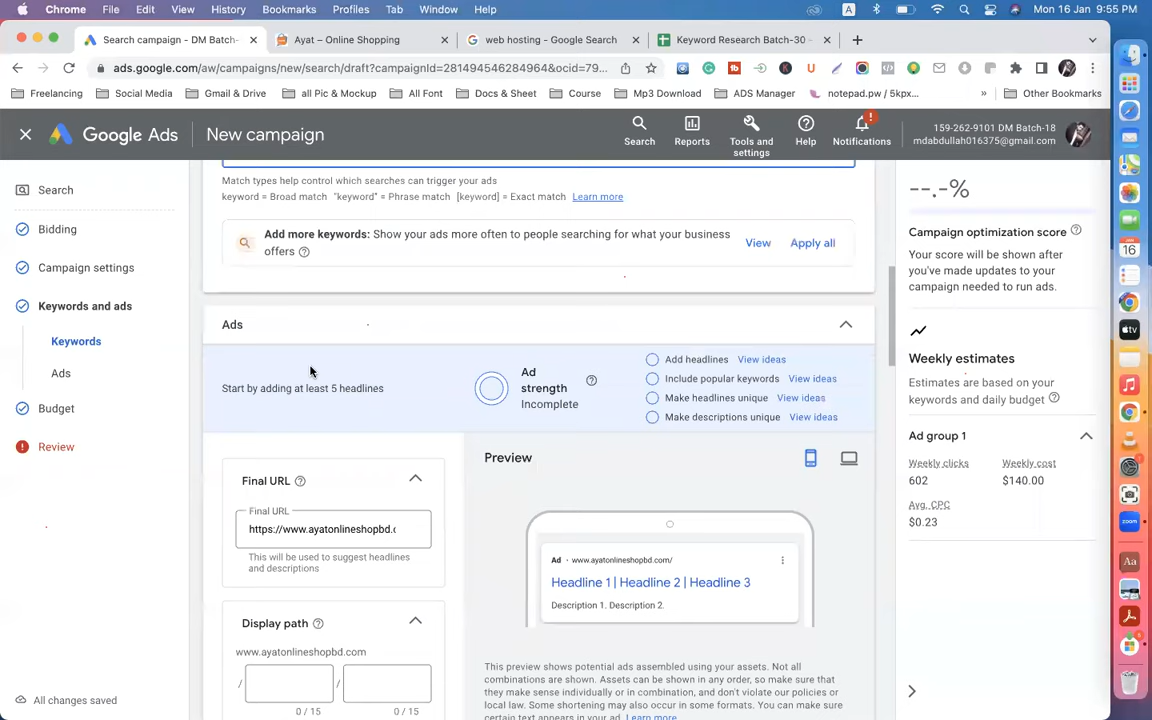 Chrome File Edit View History Bookmarks Profiles Tab Window Help
A
Mon 16 Jan 9:55 PM
Search campaign - DM Batch-
Ayat – Online Shopping
web hosting - Google Search
Keyword Research Batch-30 -
ads.google.com/aw/campaigns/new/search/draft?campaignId=281494546284964&ocid=79...
Freelancing
Social Media
Gmail & Drive
all Pic & Mockup
All Font
Docs & Sheet
Course
Mp3 Download
ADS Manager
notepad.pw / 5kpx...
»
Other Bookmarks
Google Ads
New campaign
Search
Reports
Tools and settings
Help
Notifications
159-262-9101 DM Batch-18
mdabdullah016375@gmail.com
Search
Bidding
Campaign settings
Keywords and ads
Keywords
Ads
Budget
Review
All changes saved
Match types help control which searches can trigger your ads
keyword = Broad match "keyword" = Phrase match [keyword] = Exact match Learn more
Add more keywords: Show your ads more often to people searching for what your business
offers
View
Apply all
Ads
Start by adding at least 5 headlines
Ad
strength
Incomplete
Add headlines View ideas
Include popular keywords View ideas
Make headlines unique View ideas
Make descriptions unique View ideas
Final URL
Final URL
https://www.ayatonlineshopbd.c
This will be used to suggest headlines
and descriptions
Display path
www.ayatonlineshopbd.com
/
/
0 / 15
0 / 15
Preview
Ad · www.ayatonlineshopbd.com/
Headline 1 | Headline 2 | Headline 3
Description 1. Description 2.
This preview shows potential ads assembled using your assets. Not all
combinations are shown. Assets can be shown in any order, so make sure that
they make sense individually or in combination, and don't violate our policies or
local law. Some shortening may also occur in some formats. You can make sure
certain text appears in your ad. Learn more
--.-%
Campaign optimization score
Your score will be shown after
you've made updates to your
campaign needed to run ads.
Weekly estimates
Estimates are based on your
keywords and daily budget
Ad group 1
Weekly clicks
602
Weekly cost
$140.00
Avg. CPC
$0.23
JAN
16
tv
Aa
zoom